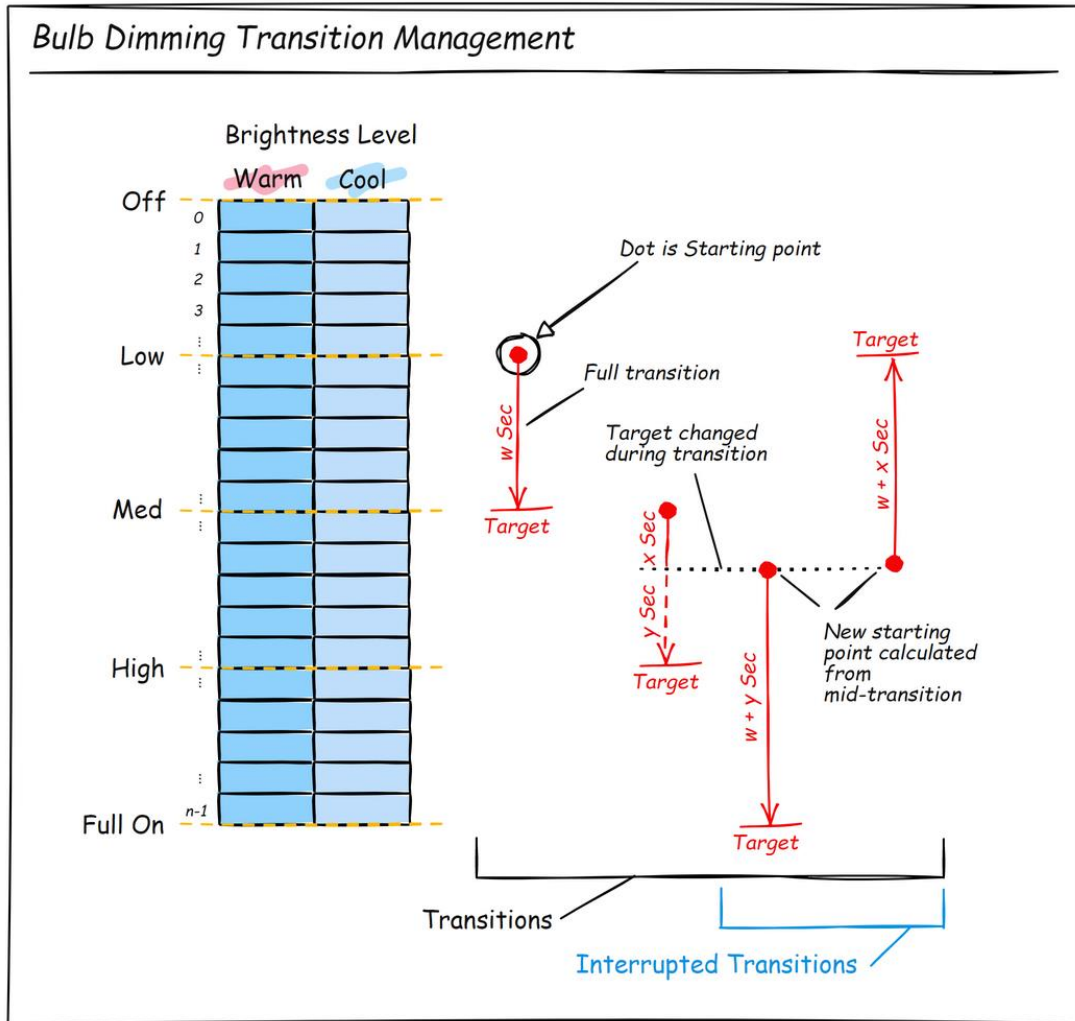 Bulb Dimming Transition Management
Brightness Level
Warm
Cool
Off
0
1
2
3
⋮
Low
⋮
⋮
Med
⋮
⋮
High
⋮
⋮
n-1
Full On
Dot is Starting point
Full transition
w Sec
Target
Target changed
during transition
x Sec
y Sec
Target
w + y Sec
Target
Target
w + x Sec
New starting
point calculated
from
mid-transition
Transitions
Interrupted Transitions